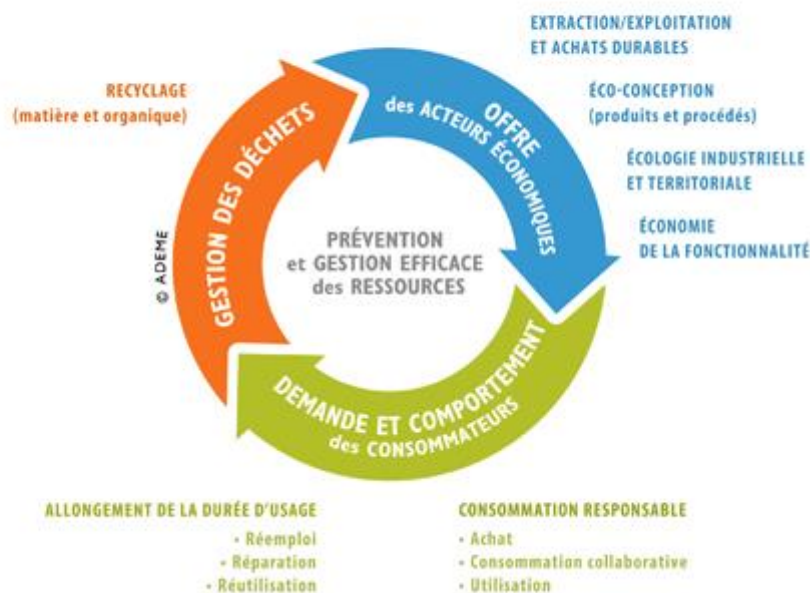 EXTRACTION/EXPLOITATION
ET ACHATS DURABLES
RECYCLAGE
(matière et organique)
ÉCO-CONCEPTION
(produits et procédés)
ÉCOLOGIE INDUSTRIELLE
ET TERRITORIALE
ÉCONOMIE
DE LA FONCTIONNALITÉ
OFFRE
des ACTEURS ÉCONOMIQUES
GESTION DES DÉCHETS
© ADEME
PRÉVENTION
et GESTION EFFICACE
des RESSOURCES
DEMANDE ET COMPORTEMENT
des CONSOMMATEURS
ALLONGEMENT DE LA DURÉE D'USAGE
• Réemploi
• Réparation
• Réutilisation
CONSOMMATION RESPONSABLE
• Achat
• Consommation collaborative
• Utilisation